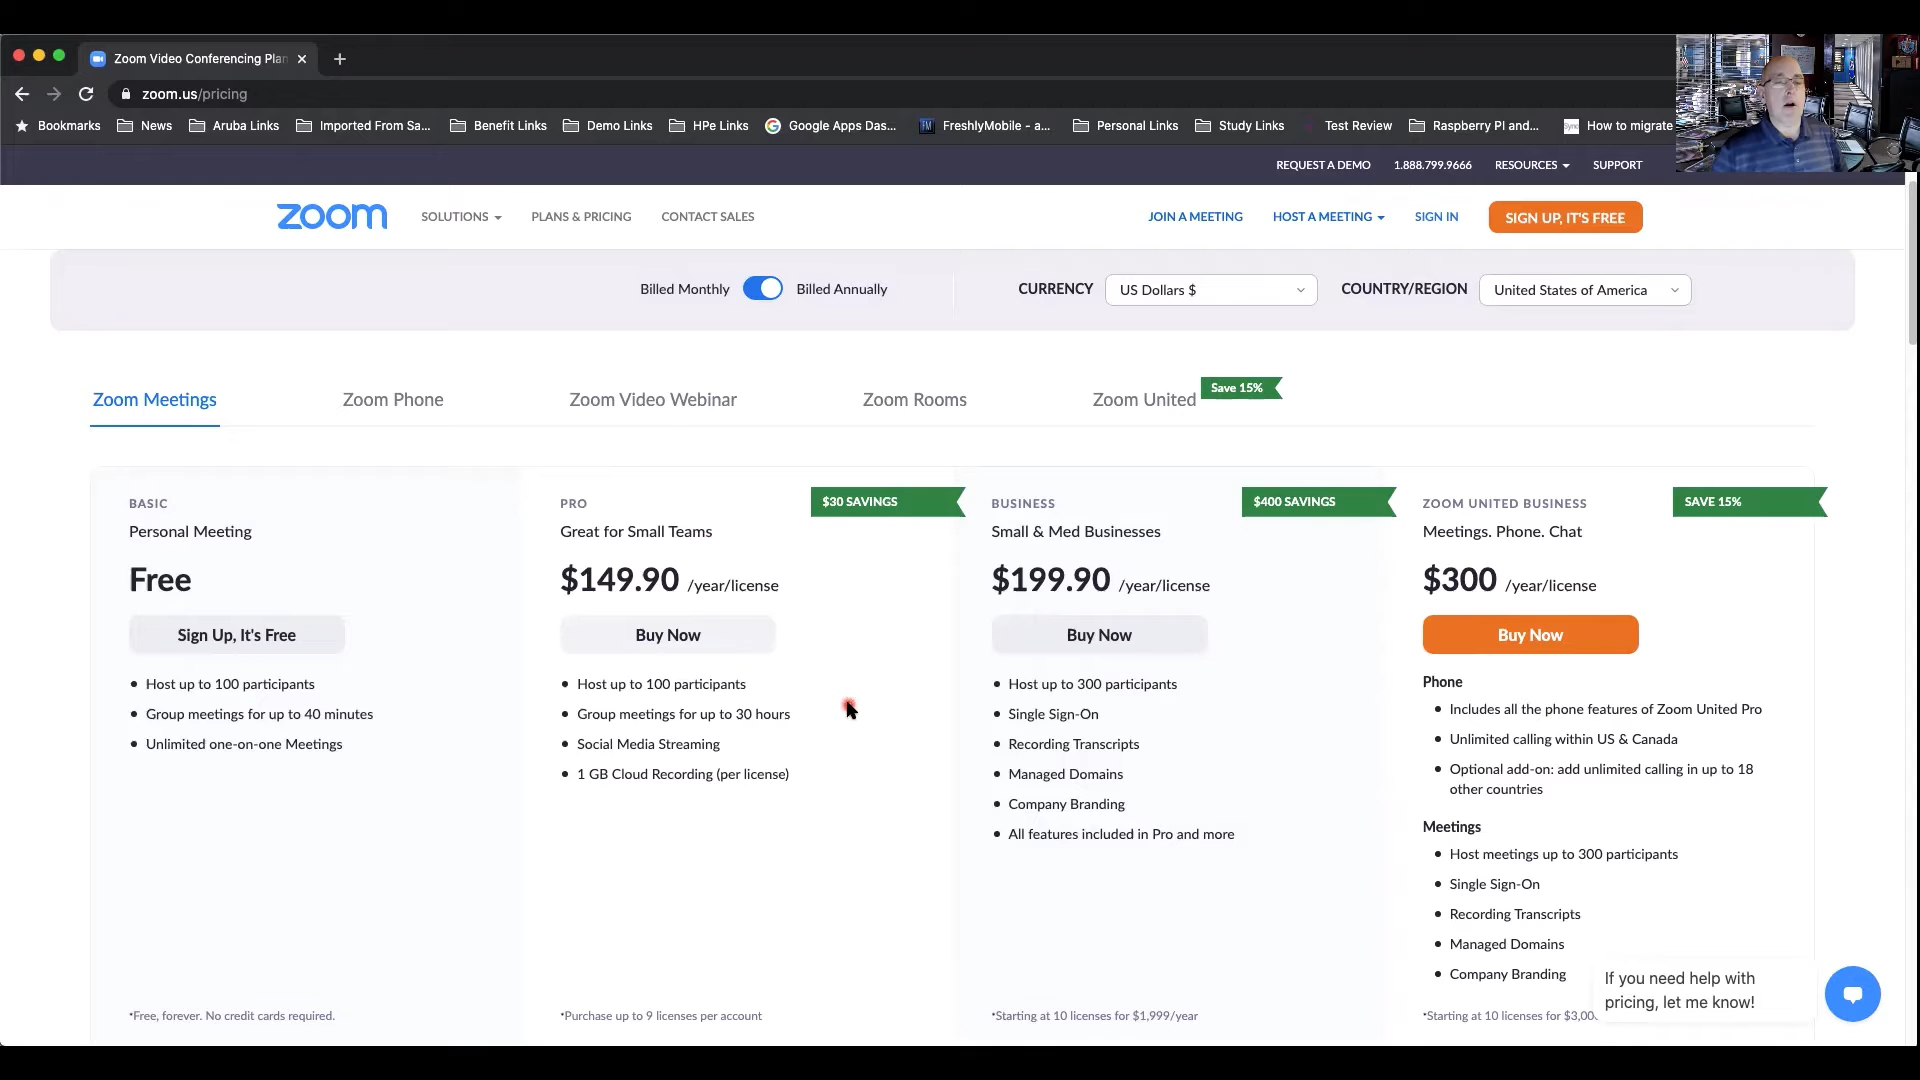 Zoom Video Conferencing Plan
zoom.us/pricing
Bookmarks News Aruba Links Imported From Sa... Benefit Links Demo Links HPe Links Google Apps Das... FreshlyMobile - a... Personal Links Study Links Test Review Raspberry PI and... How to migrate
REQUEST A DEMO 1.888.799.9666 RESOURCES SUPPORT
zoom SOLUTIONS PLANS & PRICING CONTACT SALES JOIN A MEETING HOST A MEETING SIGN IN SIGN UP, IT'S FREE
Billed Monthly Billed Annually CURRENCY US Dollars $ COUNTRY/REGION United States of America
Save 15%
Zoom Meetings Zoom Phone Zoom Video Webinar Zoom Rooms Zoom United
BASIC
Personal Meeting
Free
Sign Up, It's Free
• Host up to 100 participants
• Group meetings for up to 40 minutes
• Unlimited one-on-one Meetings
*Free, forever. No credit cards required.
PRO
$30 SAVINGS
Great for Small Teams
$149.90 /year/license
Buy Now
• Host up to 100 participants
• Group meetings for up to 30 hours
• Social Media Streaming
• 1 GB Cloud Recording (per license)
*Purchase up to 9 licenses per account
BUSINESS
$400 SAVINGS
Small & Med Businesses
$199.90 /year/license
Buy Now
• Host up to 300 participants
• Single Sign-On
• Recording Transcripts
• Managed Domains
• Company Branding
• All features included in Pro and more
*Starting at 10 licenses for $1,999/year
ZOOM UNITED BUSINESS
SAVE 15%
Meetings. Phone. Chat
$300 /year/license
Buy Now
Phone
• Includes all the phone features of Zoom United Pro
• Unlimited calling within US & Canada
• Optional add-on: add unlimited calling in up to 18
other countries
Meetings
• Host meetings up to 300 participants
• Single Sign-On
• Recording Transcripts
• Managed Domains
• Company Branding
*Starting at 10 licenses for
If you need help with
pricing, let me know!